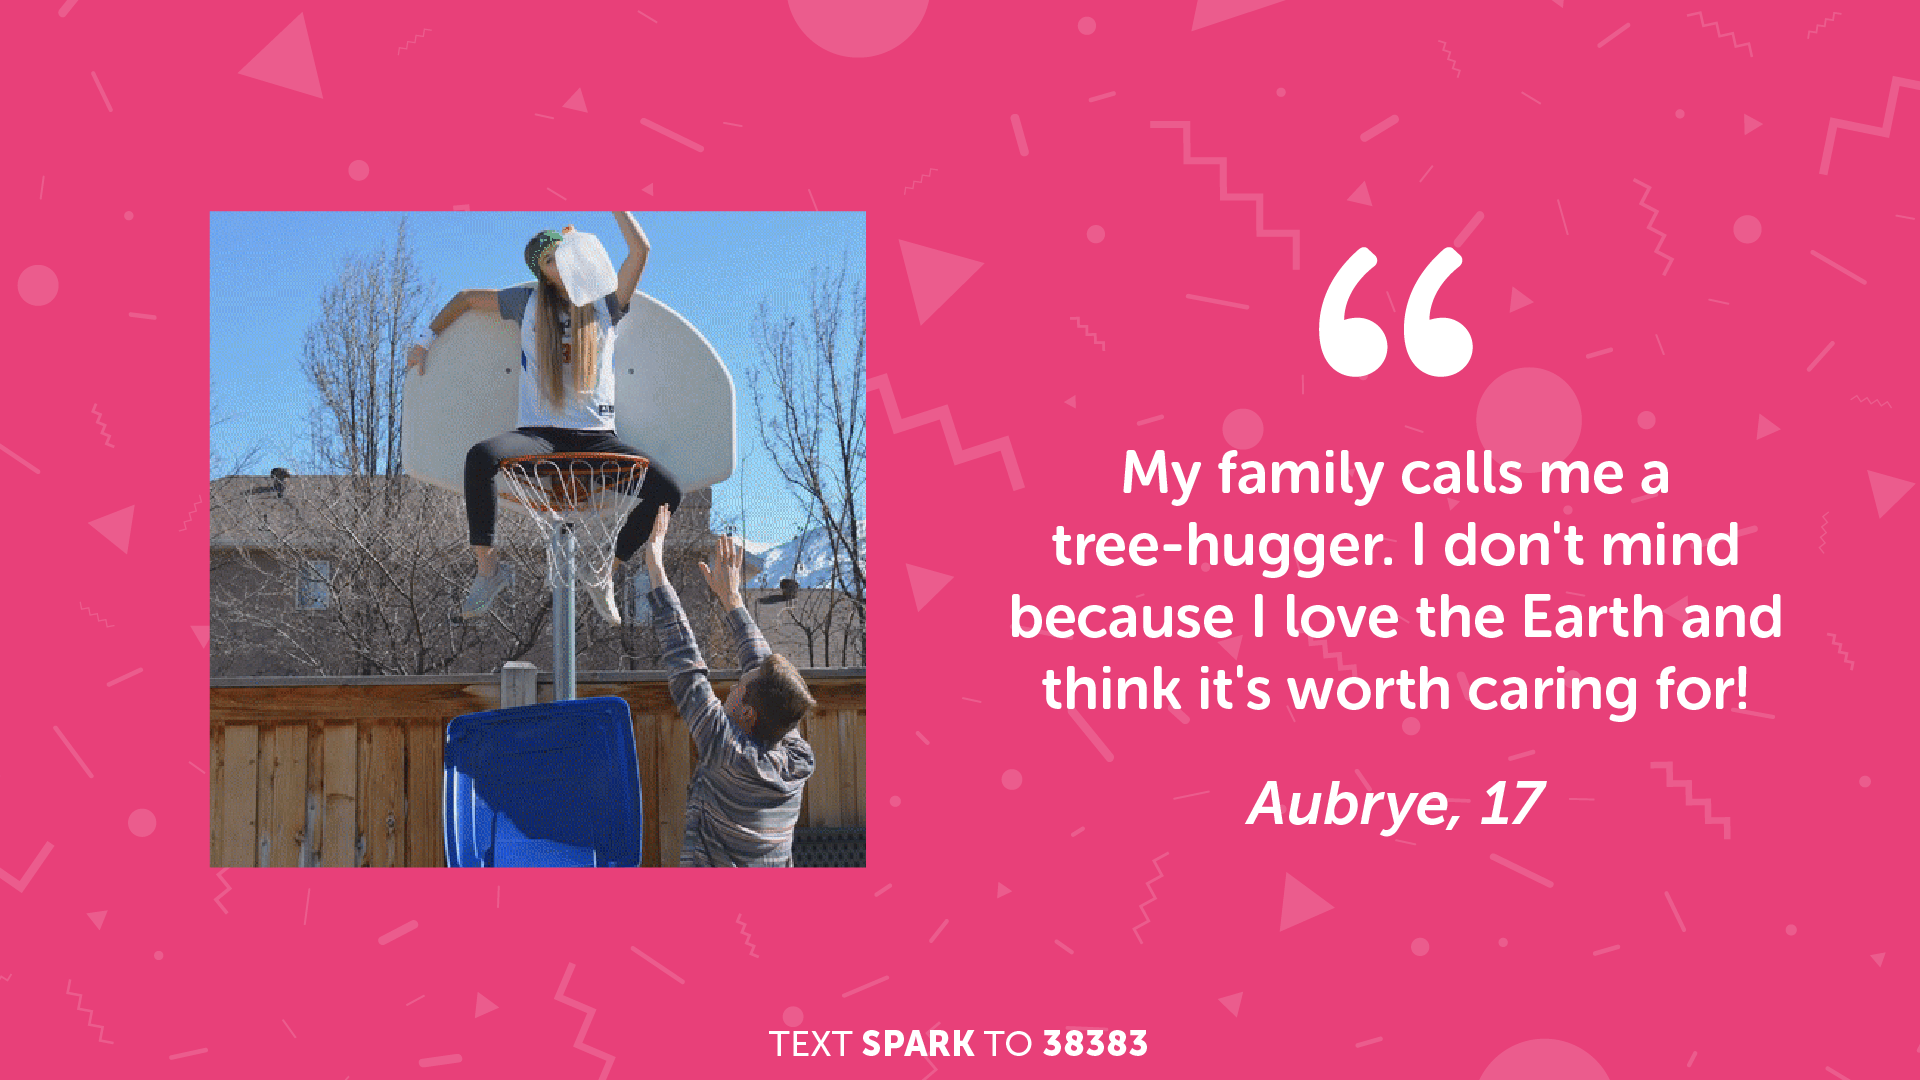 My family calls me a
tree-hugger. I don't mind
because I love the Earth and
think it's worth caring for!
Aubrye, 17
TEXT SPARK TO 38383